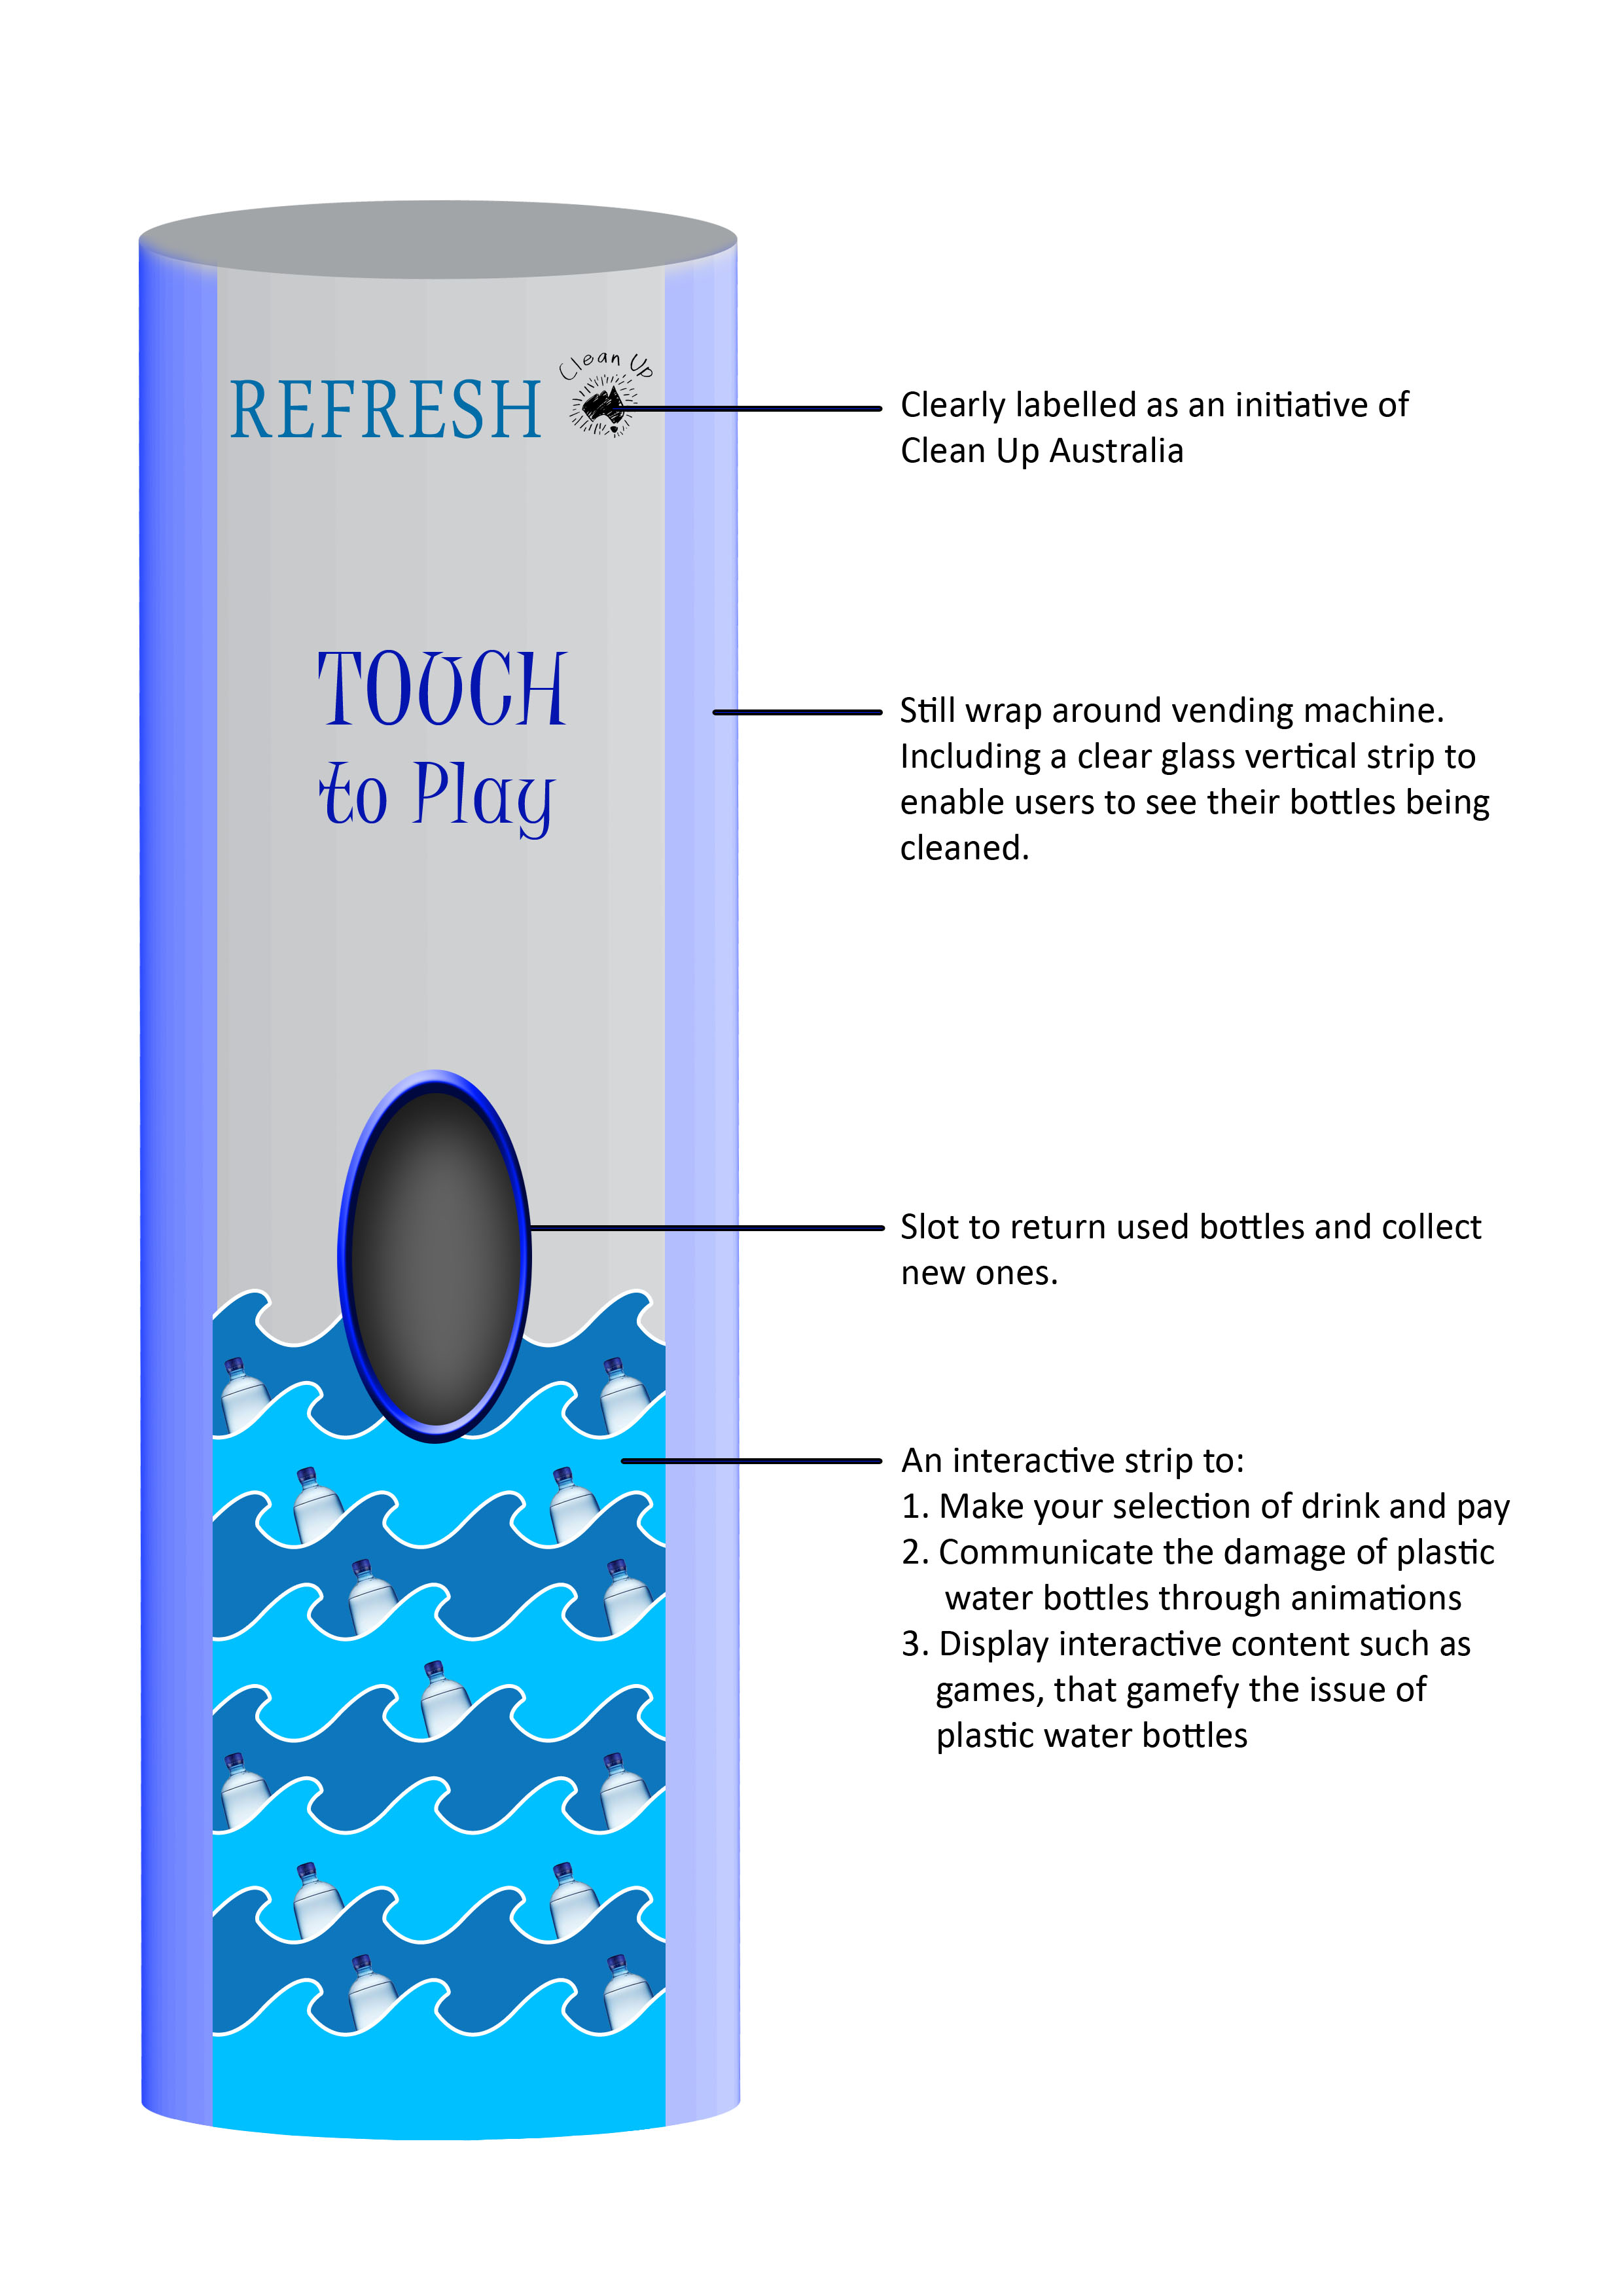 Clean Up
REFRESH
Clearly labelled as an initiative of
Clean Up Australia
TOUCH
to Play
Still wrap around vending machine.
Including a clear glass vertical strip to
enable users to see their bottles being
cleaned.
Slot to return used bottles and collect
new ones.
An interactive strip to:
1. Make your selection of drink and pay
2. Communicate the damage of plastic
water bottles through animations
3. Display interactive content such as
games, that gamefy the issue of
plastic water bottles